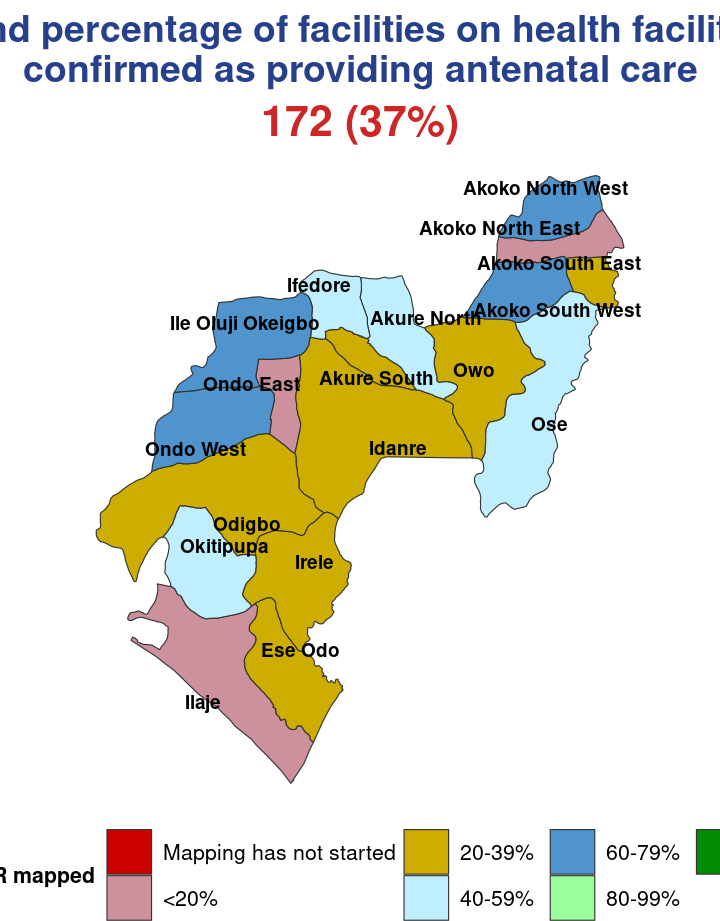 nd percentage of facilities on health facilit
confirmed as providing antenatal care
172 (37%)
Akoko North West
Akoko North East
Akoko South East
Ifedore
Akoko South West
Akure North
Ile Oluji Okeigbo
Owo
Akure South
Ondo East
Ose
Idanre
Ondo West
Odigbo
Okitipupa
Irele
Ese Odo
Ilaje
R mapped
Mapping has not started
<20%
20-39%
40-59%
60-79%
80-99%